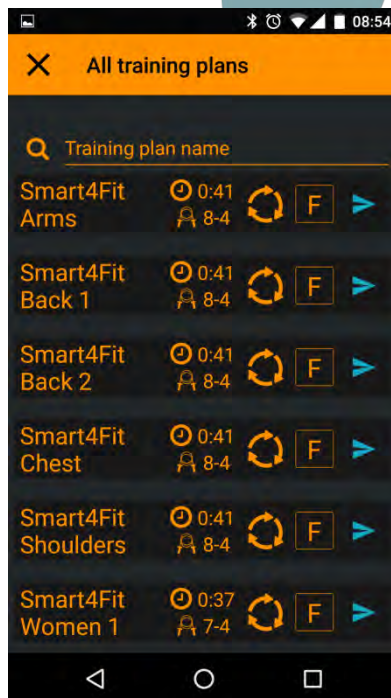 08:54
All training plans
Training plan name
Smart4Fit
Arms
0:41
8-4
F
Smart4Fit
Back 1
0:41
8-4
F
Smart4Fit
Back 2
0:41
8-4
F
Smart4Fit
Chest
0:41
8-4
F
Smart4Fit
Shoulders
0:41
8-4
F
Smart4Fit
Women 1
0:37
7-4
F